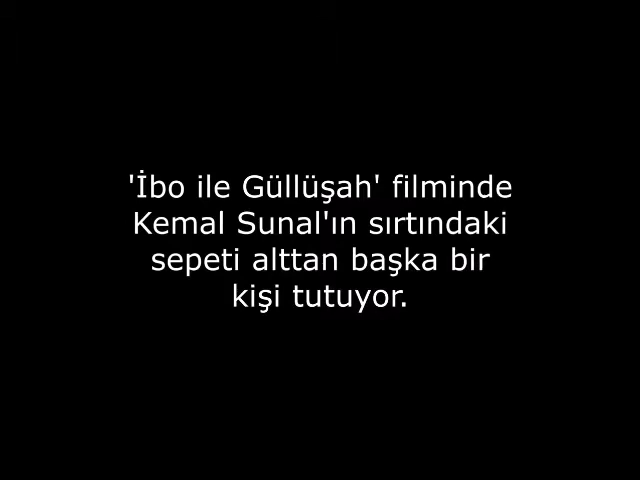 'İbo ile Güllüşah' filminde
Kemal Sunal'ın sırtındaki
sepeti alttan başka bir
kişi tutuyor.